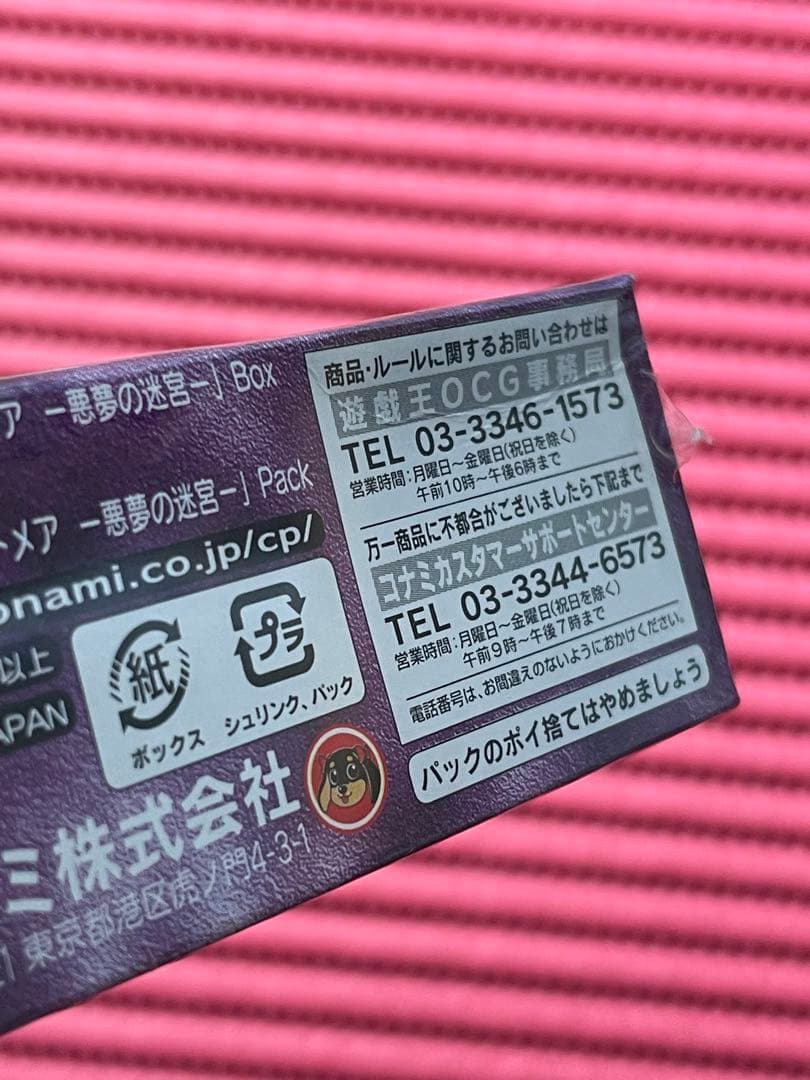 ア －悪夢の迷宮－」Box
トメア －悪夢の迷宮－」Pack
onami.co.jp/cp/
以上
JAPAN
紙
ボックス
プラ
シュリンク、パック
ミ株式会社
東京都港区虎ノ門4-3-1
商品・ルールに関するお問い合わせは
遊戯王OCG事務局
TEL 03-3346-1573
営業時間：月曜日～金曜日(祝日を除く)
午前10時～午後6時まで
万一商品に不都合がございましたら下記まで
コナミカスタマーサポートセンター
TEL 03-3344-6573
営業時間：月曜日～金曜日(祝日を除く)
午前9時～午後7時まで
電話番号は、お間違えのないようにおかけください。
パックのポイ捨てはやめましょう